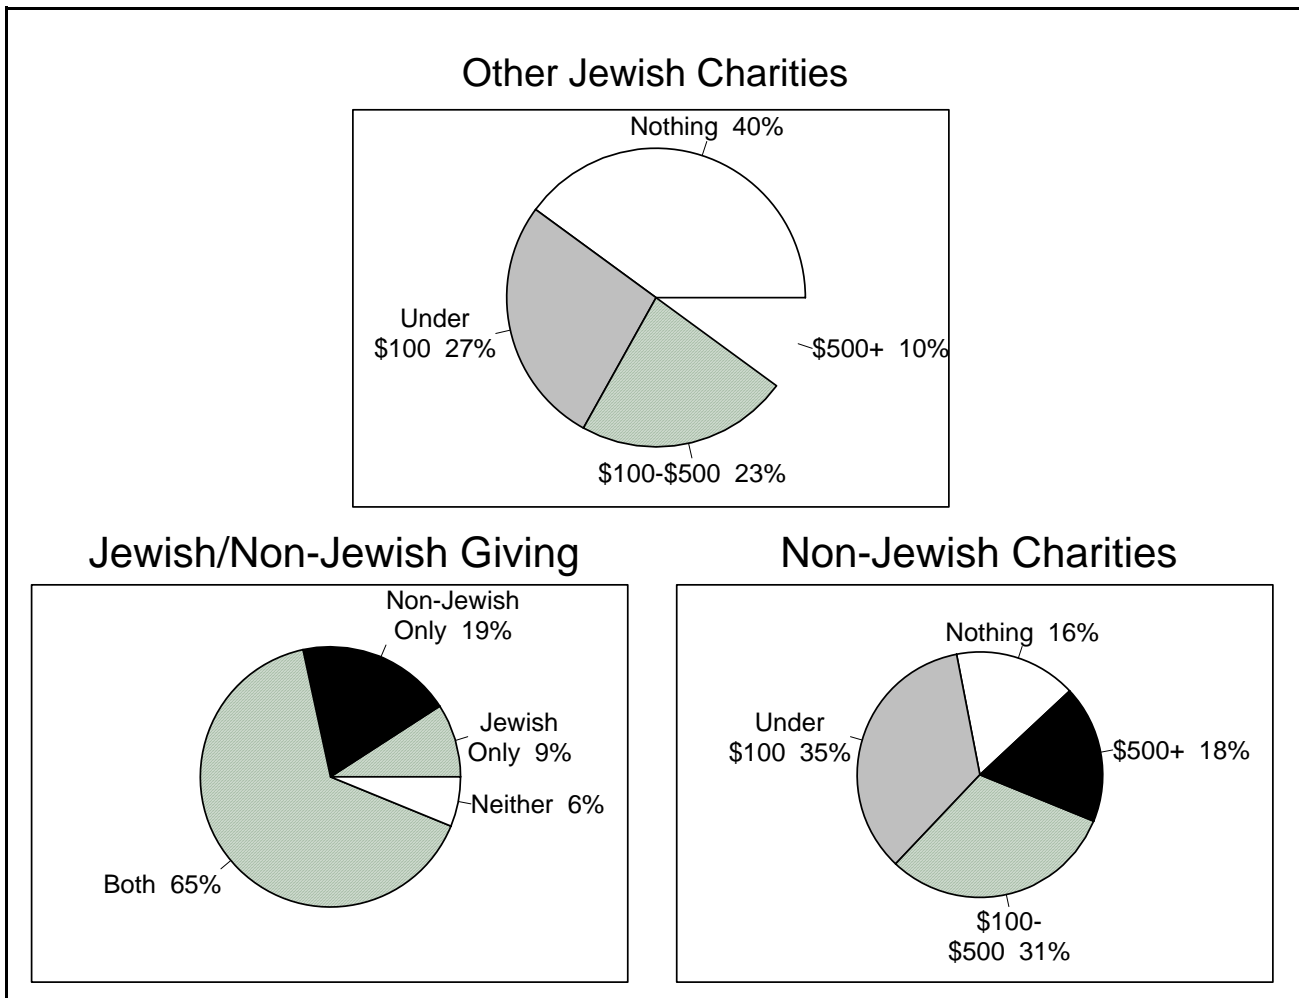 Other Jewish Charities
Nothing 40%
Under
$100 27%
$500+ 10%
$100-$500 23%
Jewish/Non-Jewish Giving
Non-Jewish
Only 19%
Jewish
Only 9%
Neither 6%
Both 65%
Non-Jewish Charities
Nothing 16%
Under
$100 35%
$500+ 18%
$100-
$500 31%